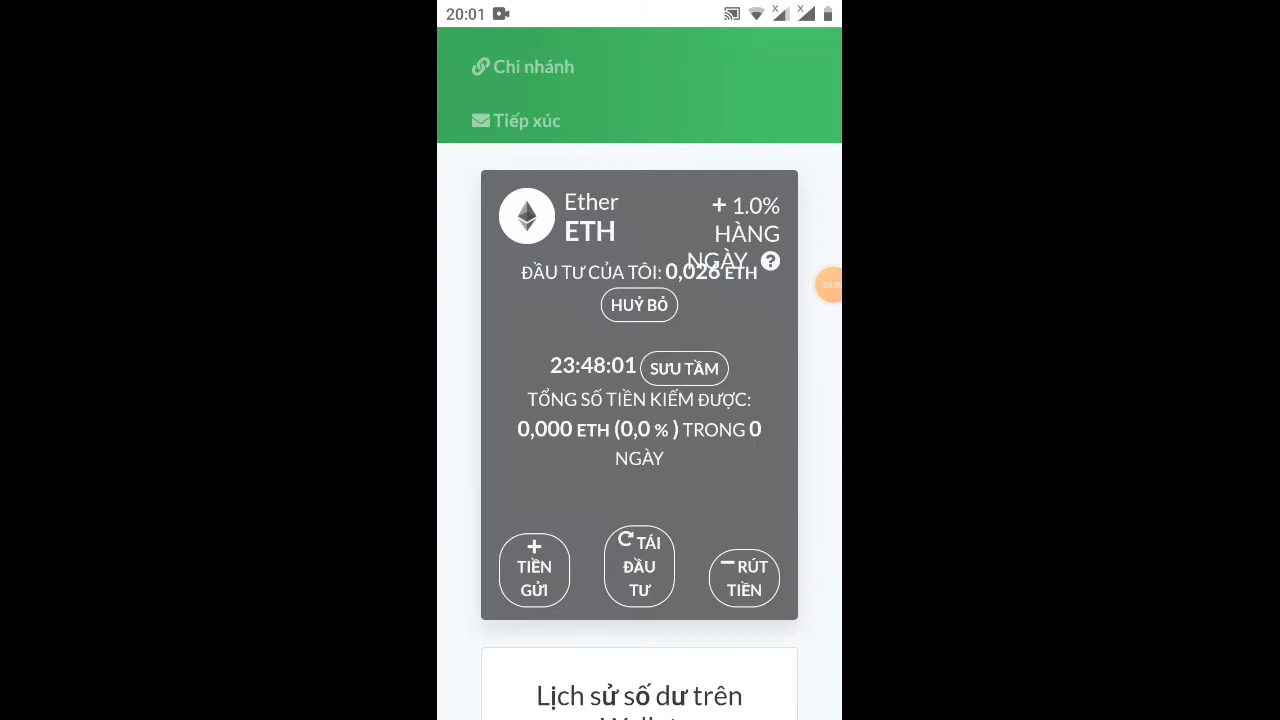 20:01
Chi nhánh
Tiếp xúc
Ether
ETH
+ 1.0%
HÀNG
NGÀY ?
ĐẦU TƯ CỦA TÔI: 0,026 ETH
HUỶ BỎ
23:48:01 SƯU TẦM
TỔNG SỐ TIỀN KIẾM ĐƯỢC:
0,000 ETH (0,0 % ) TRONG 0
NGÀY
+
TIỀN
GỬI
TÁI
ĐẦU
TƯ
− RÚT
TIỀN
Lịch sử số dư trên